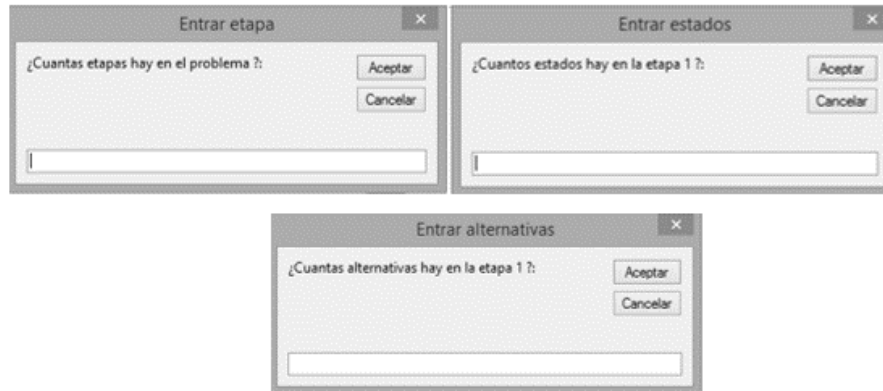 Entrar etapa
¿Cuantas etapas hay en el problema ?:
Aceptar
Cancelar
Entrar estados
¿Cuantos estados hay en la etapa 1 ?:
Aceptar
Cancelar
Entrar alternativas
¿Cuantas alternativas hay en la etapa 1 ?:
Aceptar
Cancelar